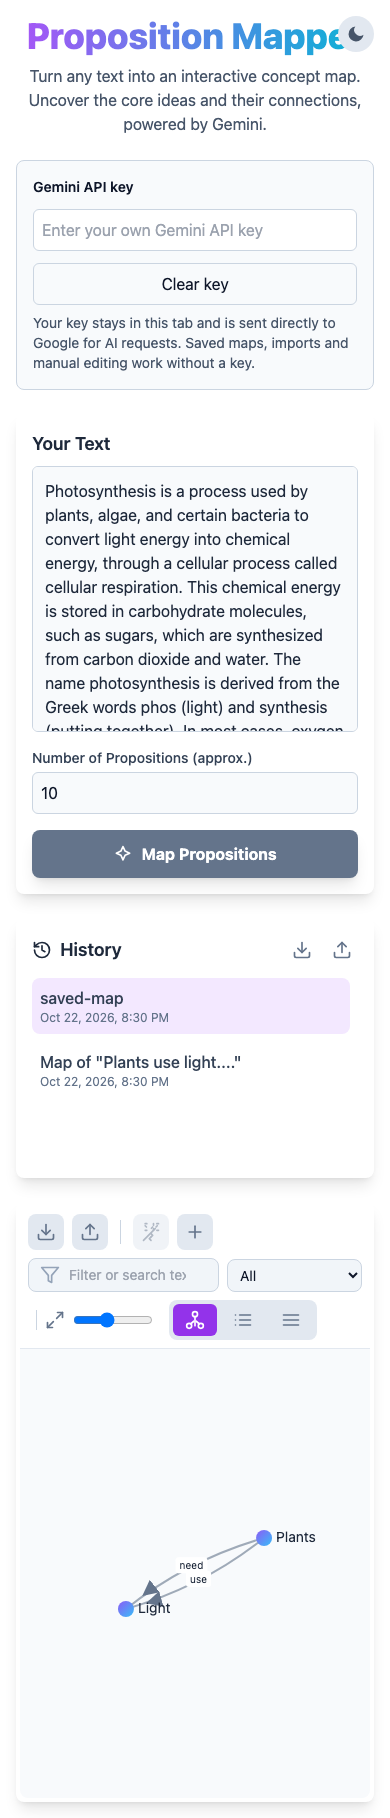 Proposition Mappe
Turn any text into an interactive concept map.
Uncover the core ideas and their connections,
powered by Gemini.
Gemini API key
Enter your own Gemini API key
Clear key
Your key stays in this tab and is sent directly to
Google for AI requests. Saved maps, imports and
manual editing work without a key.
Your Text
Photosynthesis is a process used by
plants, algae, and certain bacteria to
convert light energy into chemical
energy, through a cellular process called
cellular respiration. This chemical energy
is stored in carbohydrate molecules,
such as sugars, which are synthesized
from carbon dioxide and water. The
name photosynthesis is derived from the
Greek words phos (light) and synthesis
(putting together). In most cases, oxygen
Number of Propositions (approx.)
10
Map Propositions
History
saved-map
Oct 22, 2026, 8:30 PM
Map of "Plants use light...."
Oct 22, 2026, 8:30 PM
Filter or search tex
All
Plants
need
use
Light